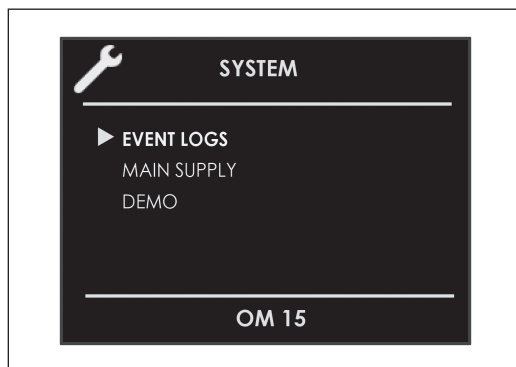 SYSTEM
EVENT LOGS
MAIN SUPPLY
DEMO
OM 15